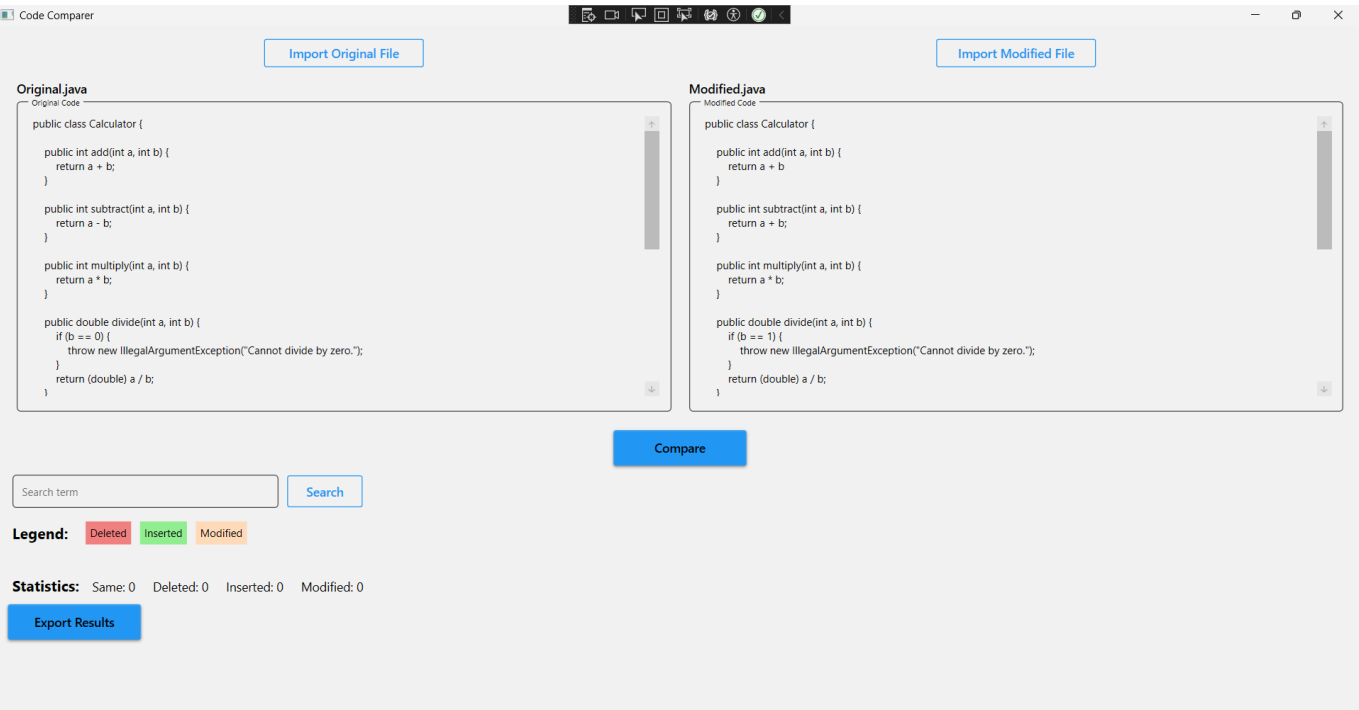 Code Comparer
Import Original File
Import Modified File
Original.java
Original Code
public class Calculator {
public int add(int a, int b) {
return a + b;
}
public int subtract(int a, int b) {
return a - b;
}
public int multiply(int a, int b) {
return a * b;
}
public double divide(int a, int b) {
if (b == 0) {
throw new IllegalArgumentException("Cannot divide by zero.");
}
return (double) a / b;
}
Modified.java
Modified Code
public class Calculator {
public int add(int a, int b) {
return a + b
}
public int subtract(int a, int b) {
return a + b;
}
public int multiply(int a, int b) {
return a * b;
}
public double divide(int a, int b) {
if (b == 1) {
throw new IllegalArgumentException("Cannot divide by zero.");
}
return (double) a / b;
}
Compare
Search term
Search
Legend: Deleted Inserted Modified
Statistics: Same: 0 Deleted: 0 Inserted: 0 Modified: 0
Export Results